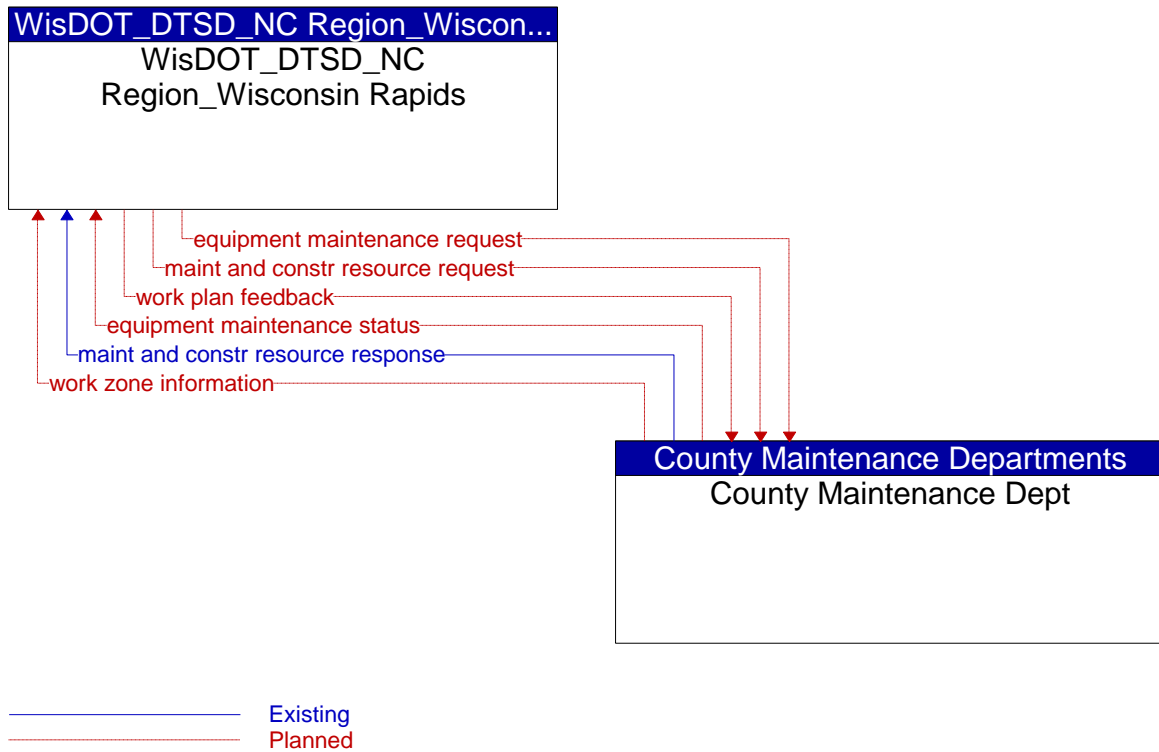 WisDOT_DTSD_NC Region_Wiscon...
WisDOT_DTSD_NC
Region_Wisconsin Rapids
equipment maintenance request
maint and constr resource request
work plan feedback
equipment maintenance status
maint and constr resource response
work zone information
County Maintenance Departments
County Maintenance Dept
Existing
Planned